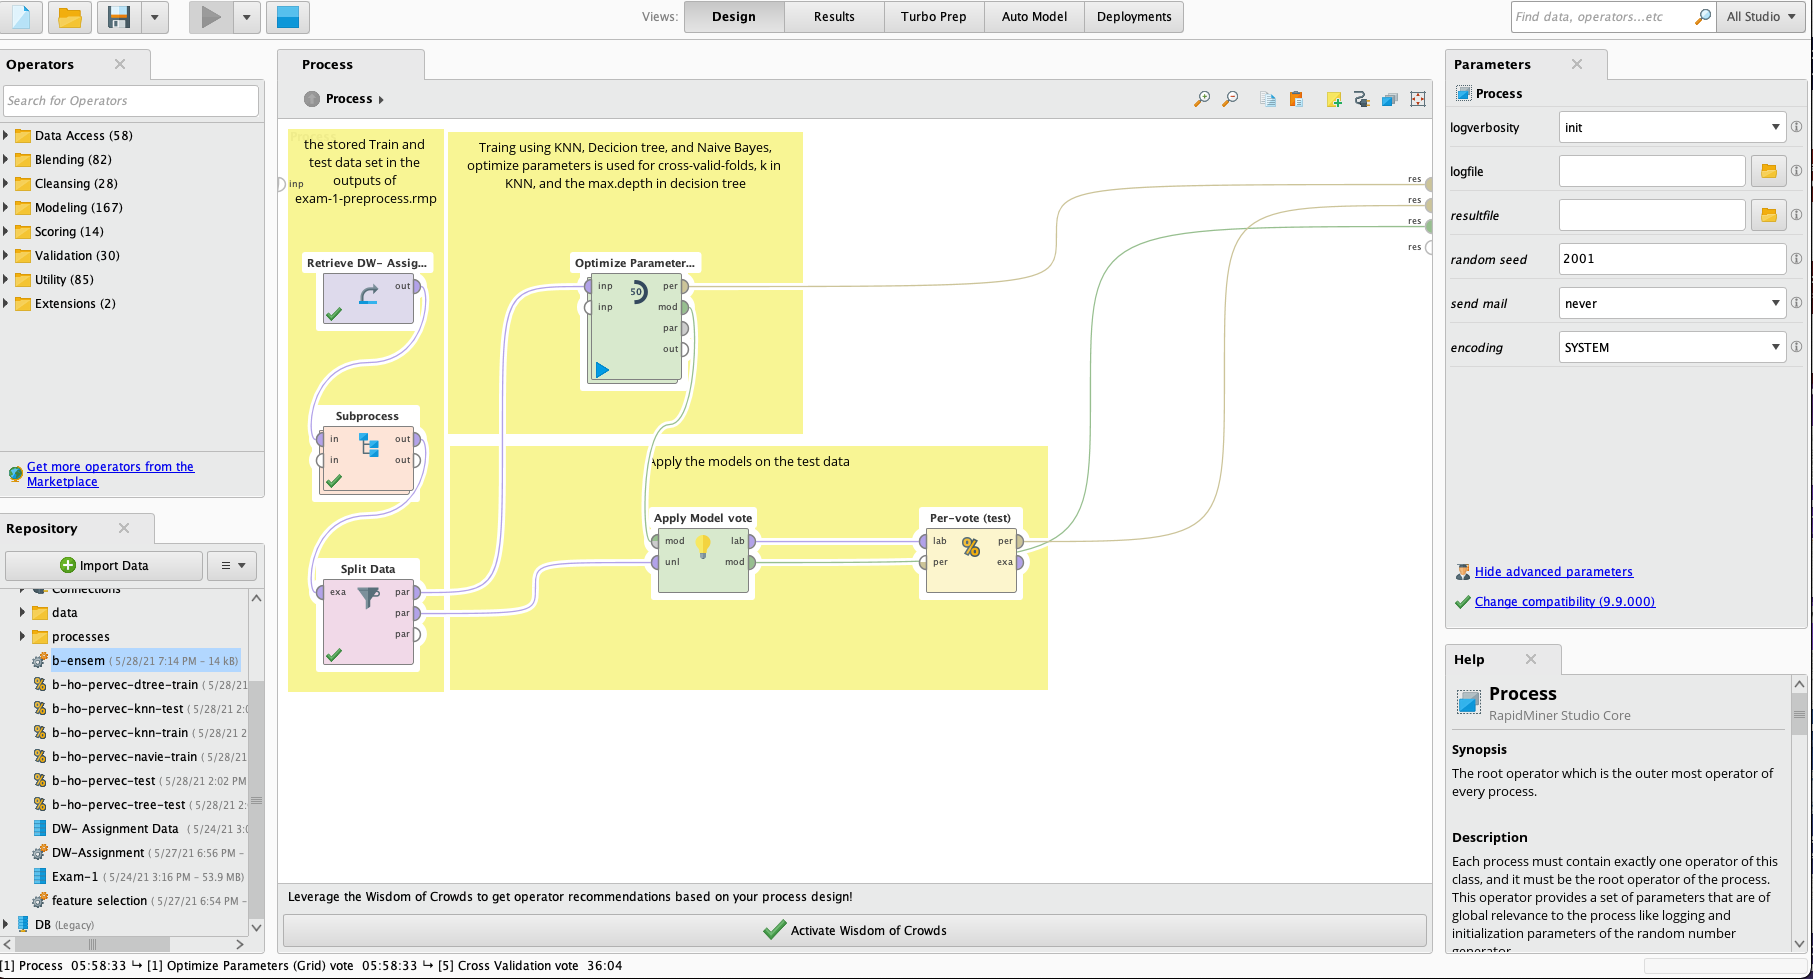 Views:
Design
Results
Turbo Prep
Auto Model
Deployments
Find data, operators...etc
All Studio
Operators
Search for Operators
Data Access (58)
Blending (82)
Cleansing (28)
Modeling (167)
Scoring (14)
Validation (30)
Utility (85)
Extensions (2)
Get more operators from the
Marketplace
Repository
Import Data
Connections
data
processes
b-ensem (5/28/21 7:14 PM – 14 kB)
b-ho-pervec-dtree-train (5/28/21
b-ho-pervec-knn-test (5/28/21 2:0
b-ho-pervec-knn-train (5/28/21 2
b-ho-pervec-navie-train (5/28/21
b-ho-pervec-test (5/28/21 2:02 PM
b-ho-pervec-tree-test (5/28/21 2:
DW- Assignment Data (5/24/21 3:0
DW-Assignment (5/27/21 6:56 PM –
Exam-1 (5/24/21 3:16 PM – 53.9 MB)
feature selection (5/27/21 6:54 PM –
DB (Legacy)
Process
Process
inp
the stored Train and
test data set in the
outputs of
exam-1-preprocess.rmp
Traing using KNN, Decicion tree, and Naive Bayes,
optimize parameters is used for cross-valid-folds, k in
KNN, and the max.depth in decision tree
res
res
res
res
Retrieve DW- Assig...
out
Optimize Parameter...
inp 50 per
inp mod
par
out
Subprocess
in out
in out
Apply the models on the test data
Split Data
exa par
par
par
Apply Model vote
mod lab
unl mod
Per-vote (test)
lab % per
per exa
Leverage the Wisdom of Crowds to get operator recommendations based on your process design!
Activate Wisdom of Crowds
Parameters
Process
logverbosity init
logfile
resultfile
random seed 2001
send mail never
encoding SYSTEM
Hide advanced parameters
Change compatibility (9.9.000)
Help
Process
RapidMiner Studio Core
Synopsis
The root operator which is the outer most operator of
every process.
Description
Each process must contain exactly one operator of this
class, and it must be the root operator of the process.
This operator provides a set of parameters that are of
global relevance to the process like logging and
initialization parameters of the random number
generator.
[1] Process 05:58:33 ↪ [1] Optimize Parameters (Grid) vote 05:58:33 ↪ [5] Cross Validation vote 36:04